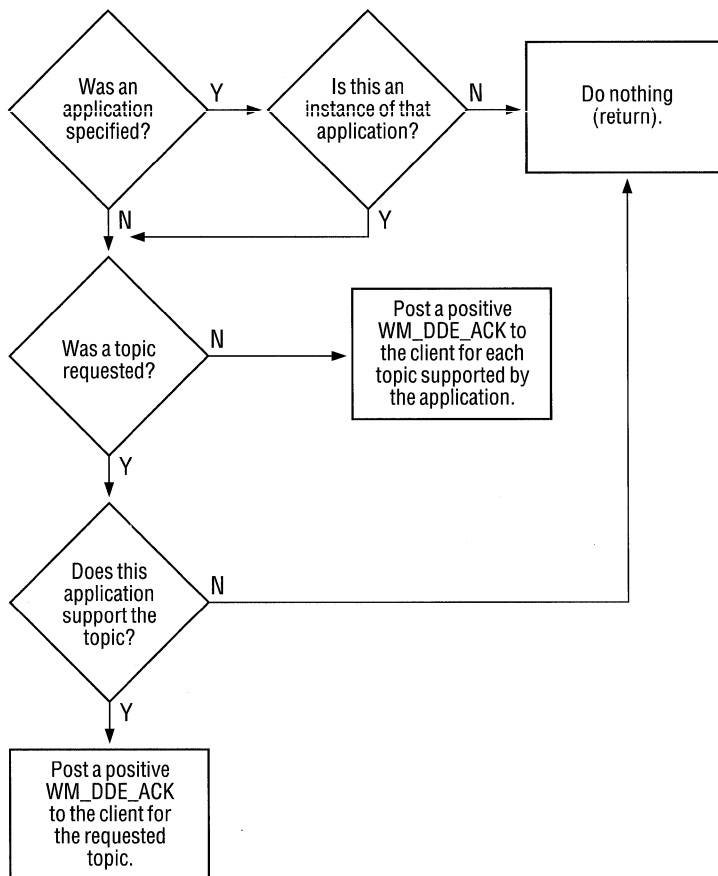 Was an
application
specified?
Y
Is this an
instance of that
application?
N
Do nothing
(return).
N
Y
Was a topic
requested?
N
Post a positive
WM_DDE_ACK to
the client for each
topic supported by
the application.
Y
Does this
application
support the
topic?
N
Y
Post a positive
WM_DDE_ACK
to the client for
the requested
topic.